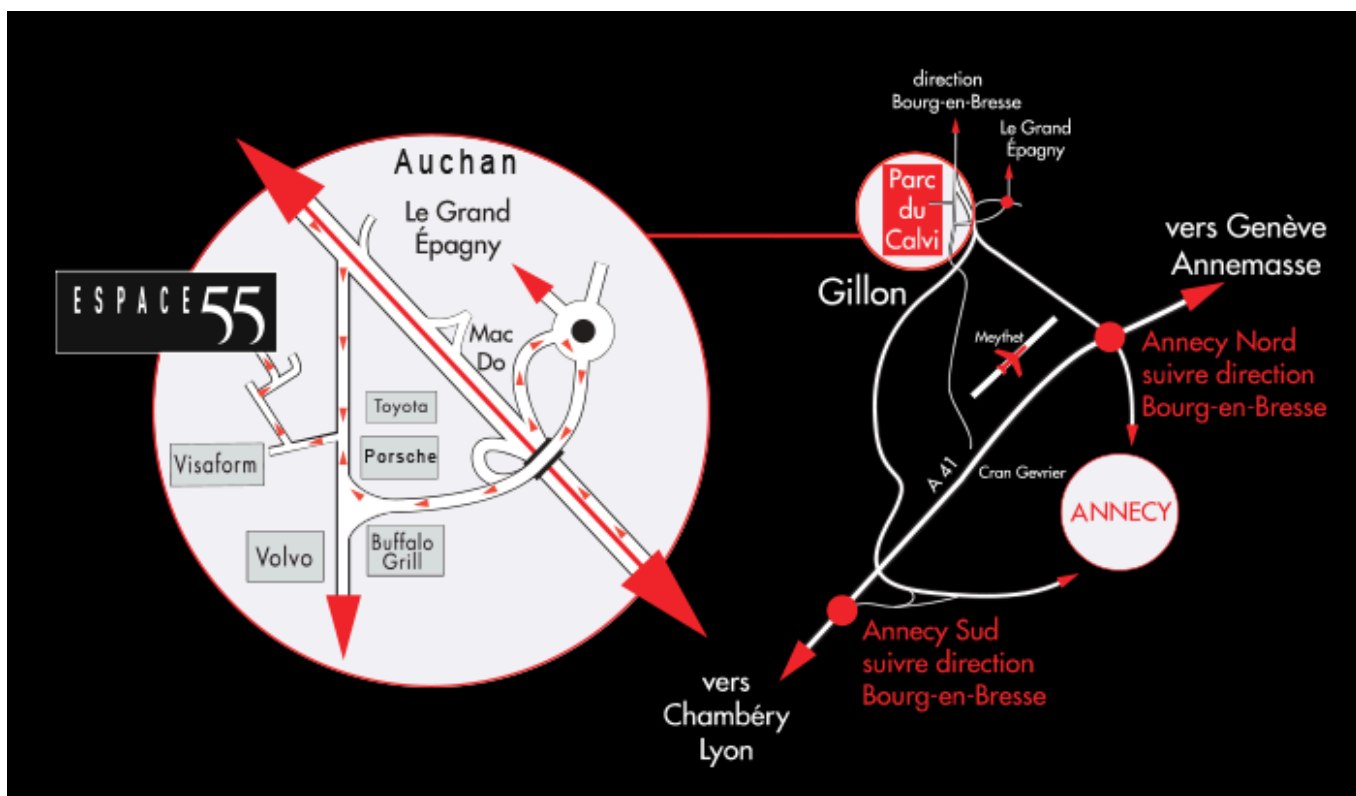 Auchan
Le Grand
Épagny
ESPACE 55
Mac
Do
Toyota
Porsche
Visaform
Volvo
Buffalo
Grill
vers
Chambéry
Lyon
direction
Bourg-en-Bresse
Le Grand
Épagny
Parc
du
Calvi
Gillon
vers Genève
Annemasse
Meythet
Annecy Nord
suivre direction
Bourg-en-Bresse
A 41
Cran Gevrier
ANNECY
Annecy Sud
suivre direction
Bourg-en-Bresse